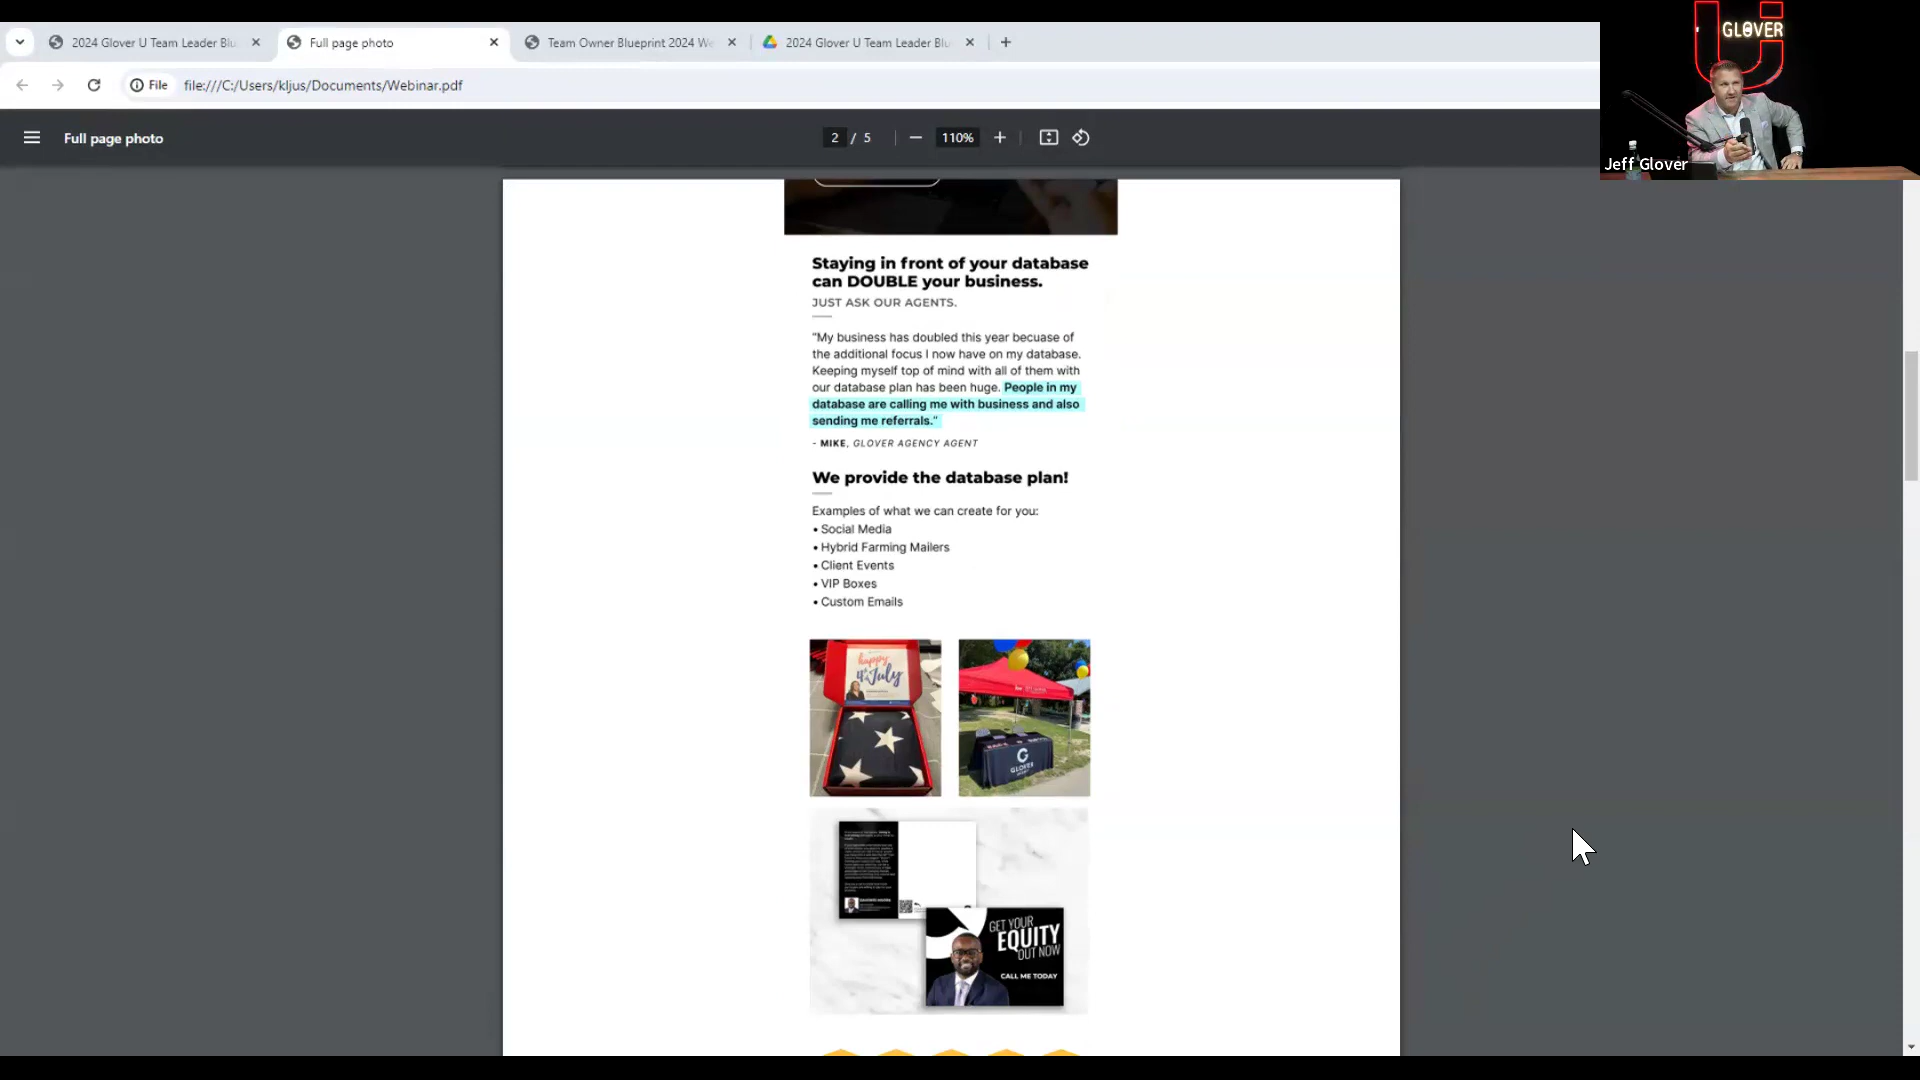 2024 Glover U Team Leader Blu
Full page photo
Team Owner Blueprint 2024 We
2024 Glover U Team Leader Blu
File
file:///C:/Users/kljus/Documents/Webinar.pdf
GLOVER
Jeff Glover
Full page photo
2 / 5
110%
Staying in front of your database
can DOUBLE your business.
JUST ASK OUR AGENTS.
"My business has doubled this year becuase of
the additional focus I now have on my database.
Keeping myself top of mind with all of them with
our database plan has been huge. People in my
database are calling me with business and also
sending me referrals."
- MIKE, GLOVER AGENCY AGENT
We provide the database plan!
Examples of what we can create for you:
• Social Media
• Hybrid Farming Mailers
• Client Events
• VIP Boxes
• Custom Emails
happy
4th of July
GLOVER
GET YOUR
EQUITY
OUT NOW
CALL ME TODAY